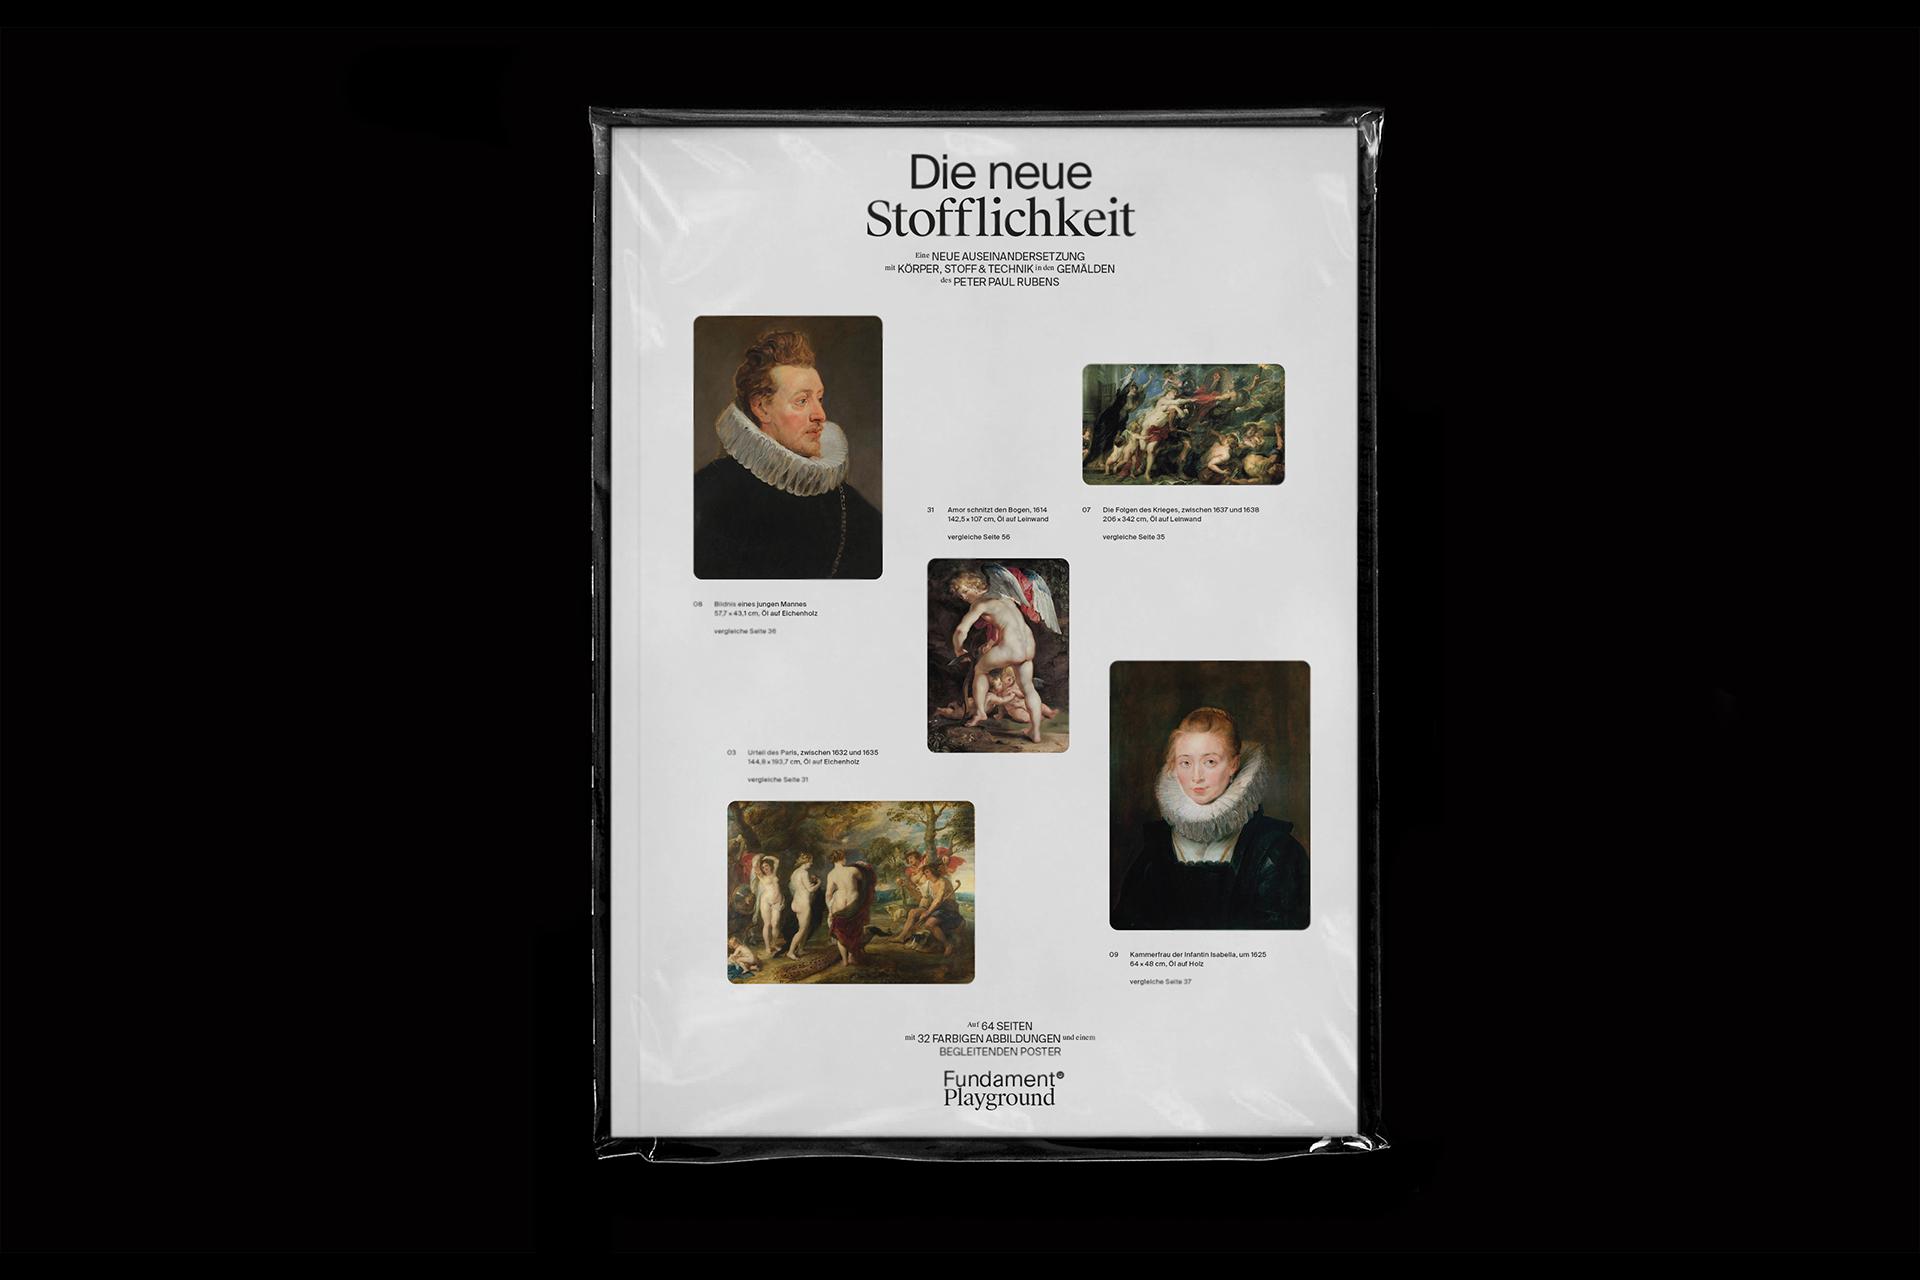 Die neue
Stofflichkeit
Eine NEUE AUSEINANDERSETZUNG
mit KÖRPER, STOFF & TECHNIK in den GEMÄLDEN
des PETER PAUL RUBENS
31 Amor schnitzt den Bogen, 1614
142,5 × 107 cm, Öl auf Leinwand
vergleiche Seite 56
07 Die Folgen des Krieges, zwischen 1637 und 1638
206 × 342 cm, Öl auf Leinwand
vergleiche Seite 35
08 Bildnis eines jungen Mannes
57,7 × 43,1 cm, Öl auf Eichenholz
vergleiche Seite 36
03 Urteil des Paris, zwischen 1632 und 1635
144,8 × 193,7 cm, Öl auf Eichenholz
vergleiche Seite 31
09 Kammerfrau der Infantin Isabella, um 1625
64 × 48 cm, Öl auf Holz
vergleiche Seite 37
Auf 64 SEITEN
mit 32 FARBIGEN ABBILDUNGEN und einem
BEGLEITENDEN POSTER
Fundament
Playground